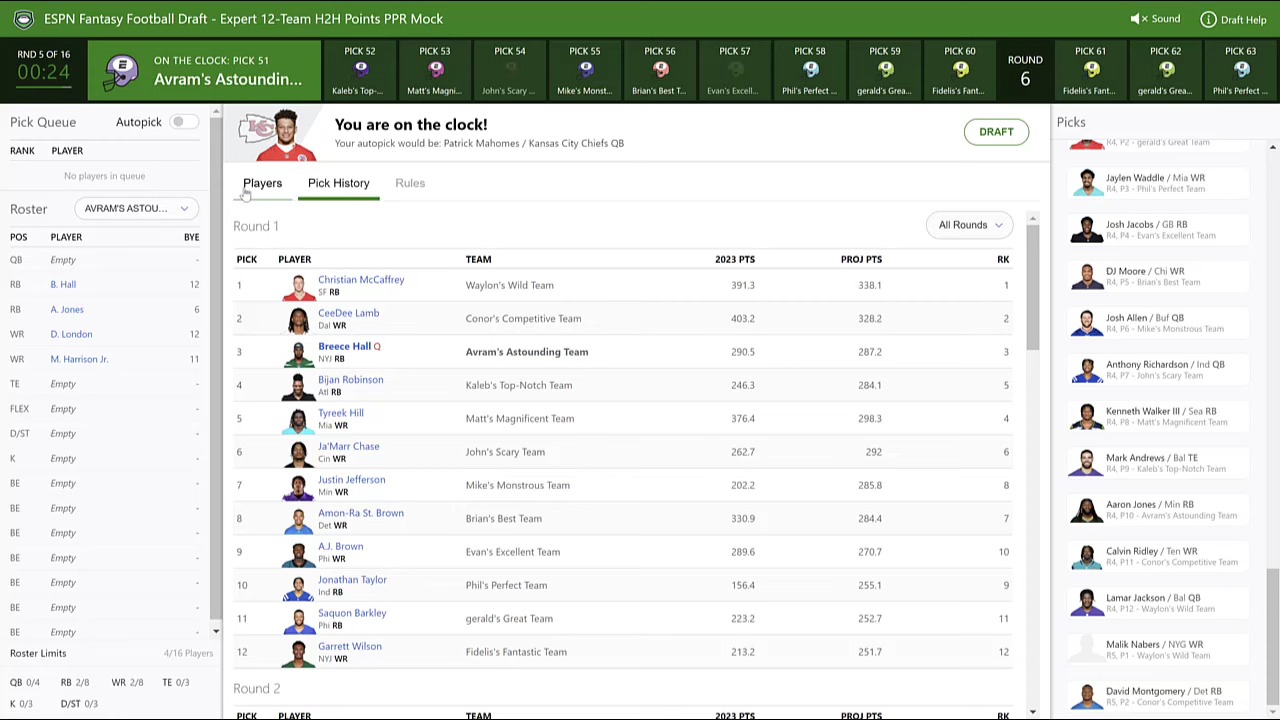 ESPN Fantasy Football Draft - Expert 12-Team H2H Points PPR Mock
Sound
Draft Help
RND 5 OF 16
00:24
ON THE CLOCK: PICK 51
Avram's Astoundin...
PICK 52
Kaleb's Top-...
PICK 53
Matt's Magni...
PICK 54
John's Scary ...
PICK 55
Mike's Monst...
PICK 56
Brian's Best T...
PICK 57
Evan's Excell...
PICK 58
Phil's Perfect ...
PICK 59
gerald's Grea...
PICK 60
Fidelis's Fant...
ROUND
6
PICK 61
Fidelis's Fant...
PICK 62
gerald's Grea...
PICK 63
Phil's Perfect ...
Pick Queue
Autopick
RANK PLAYER
No players in queue
Roster
AVRAM'S ASTOU...
POS PLAYER BYE
QB Empty -
RB B. Hall 12
RB A. Jones 6
WR D. London 12
WR M. Harrison Jr. 11
TE Empty -
FLEX Empty -
D/ST Empty -
K Empty -
BE Empty -
BE Empty -
BE Empty -
BE Empty -
BE Empty -
BE Empty -
BE Empty -
Roster Limits 4/16 Players
QB 0/4 RB 2/8 WR 2/8 TE 0/3
K 0/3 D/ST 0/3
You are on the clock!
Your autopick would be: Patrick Mahomes / Kansas City Chiefs QB
DRAFT
Players Pick History Rules
Round 1
All Rounds
PICK PLAYER TEAM 2023 PTS PROJ PTS RK
1 Christian McCaffrey SF RB Waylon's Wild Team 391.3 338.1 1
2 CeeDee Lamb Dal WR Conor's Competitive Team 403.2 328.2 2
3 Breece Hall Q NYJ RB Avram's Astounding Team 290.5 287.2 3
4 Bijan Robinson Atl RB Kaleb's Top-Notch Team 246.3 284.1 5
5 Tyreek Hill Mia WR Matt's Magnificent Team 376.4 298.3 4
6 Ja'Marr Chase Cin WR John's Scary Team 262.7 292 6
7 Justin Jefferson Min WR Mike's Monstrous Team 202.2 285.8 8
8 Amon-Ra St. Brown Det WR Brian's Best Team 330.9 284.4 7
9 A.J. Brown Phi WR Evan's Excellent Team 289.6 270.7 10
10 Jonathan Taylor Ind RB Phil's Perfect Team 156.4 255.1 9
11 Saquon Barkley Phi RB gerald's Great Team 223.2 252.7 11
12 Garrett Wilson NYJ WR Fidelis's Fantastic Team 213.2 251.7 12
Round 2
PICK PLAYER TEAM 2023 PTS PROJ PTS RK
Picks
R4, P2 - gerald's Great Team
Jaylen Waddle / Mia WR
R4, P3 - Phil's Perfect Team
Josh Jacobs / GB RB
R4, P4 - Evan's Excellent Team
DJ Moore / Chi WR
R4, P5 - Brian's Best Team
Josh Allen / Buf QB
R4, P6 - Mike's Monstrous Team
Anthony Richardson / Ind QB
R4, P7 - John's Scary Team
Kenneth Walker III / Sea RB
R4, P8 - Matt's Magnificent Team
Mark Andrews / Bal TE
R4, P9 - Kaleb's Top-Notch Team
Aaron Jones / Min RB
R4, P10 - Avram's Astounding Team
Calvin Ridley / Ten WR
R4, P11 - Conor's Competitive Team
Lamar Jackson / Bal QB
R4, P12 - Waylon's Wild Team
Malik Nabers / NYG WR
R5, P1 - Waylon's Wild Team
David Montgomery / Det RB
R5, P2 - Conor's Competitive Team